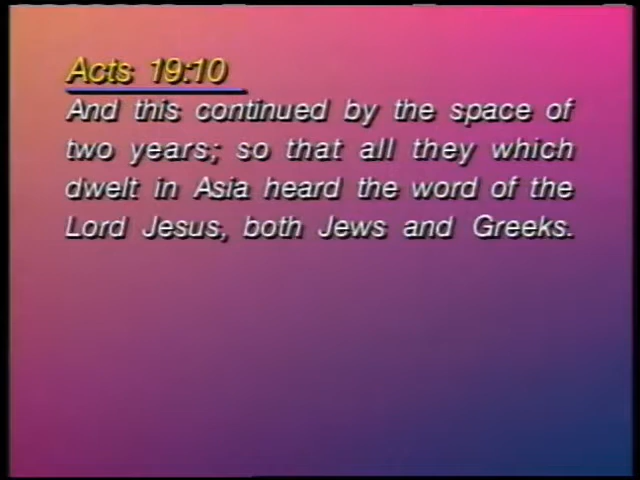 Acts 19:10
And this continued by the space of
two years; so that all they which
dwelt in Asia heard the word of the
Lord Jesus, both Jews and Greeks.